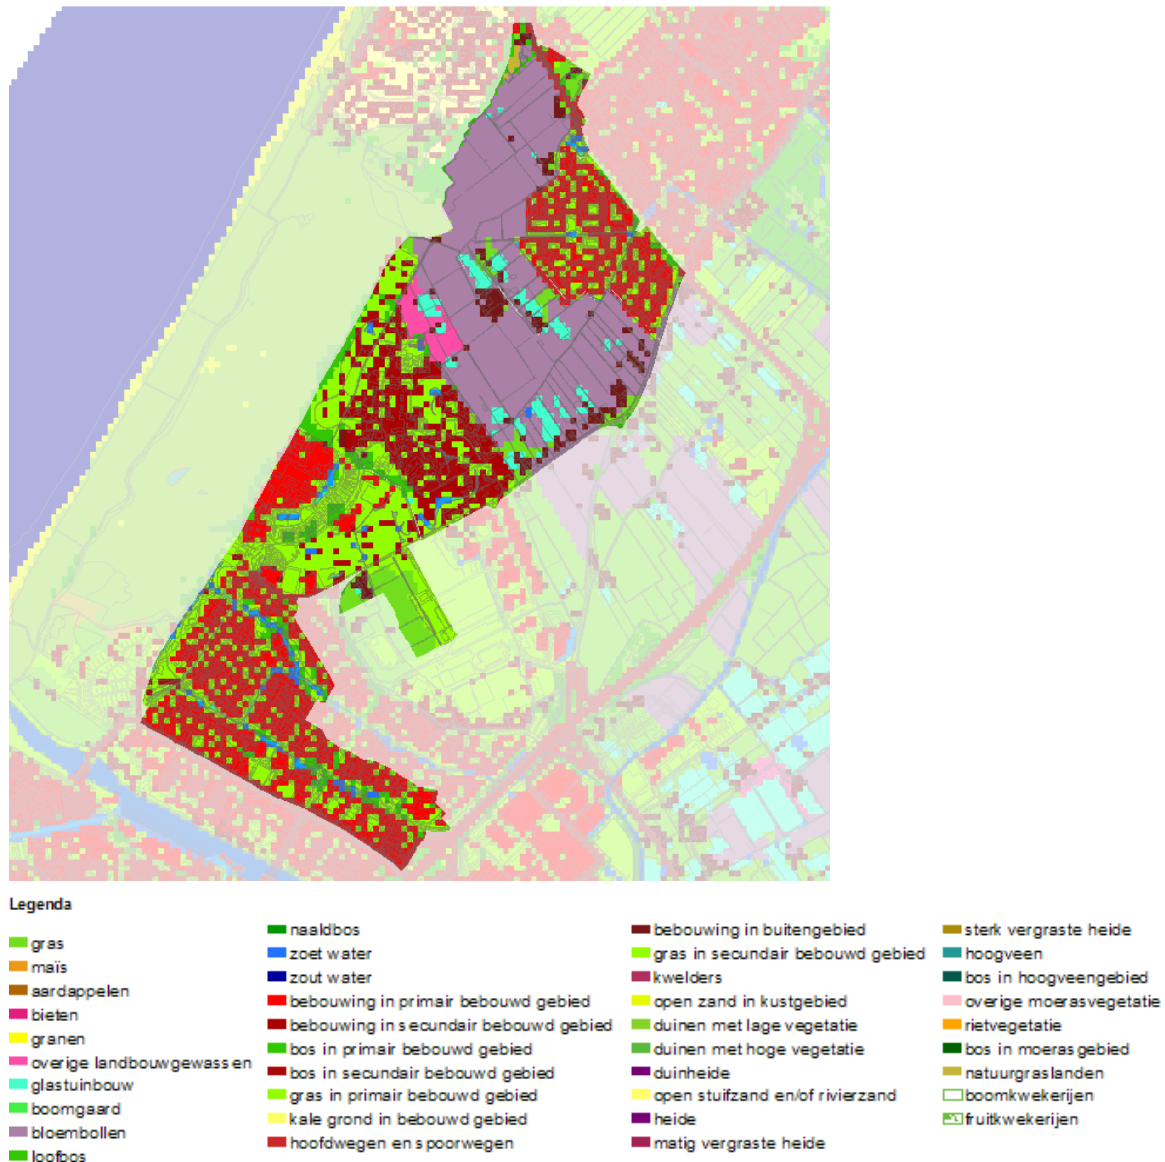 Legenda
gras
maïs
aardappelen
bieten
granen
overige landbouwgewassen
glastuinbouw
boomgaard
bloembollen
loofbos
naaldbos
zoet water
zout water
bebouwing in primair bebouwd gebied
bebouwing in secundair bebouwd gebied
bos in primair bebouwd gebied
bos in secundair bebouwd gebied
gras in primair bebouwd gebied
kale grond in bebouwd gebied
hoofdwegen en spoorwegen
bebouwing in buitengebied
gras in secundair bebouwd gebied
kwelders
open zand in kustgebied
duinen met lage vegetatie
duinen met hoge vegetatie
duinheide
open stuifzand en/of rivierzand
heide
matig vergraste heide
sterk vergraste heide
hoogveen
bos in hoogveengebied
overige moerasvegetatie
rietvegetatie
bos in moerasgebied
natuurgraslanden
boomkwekerijen
fruitkwekerijen